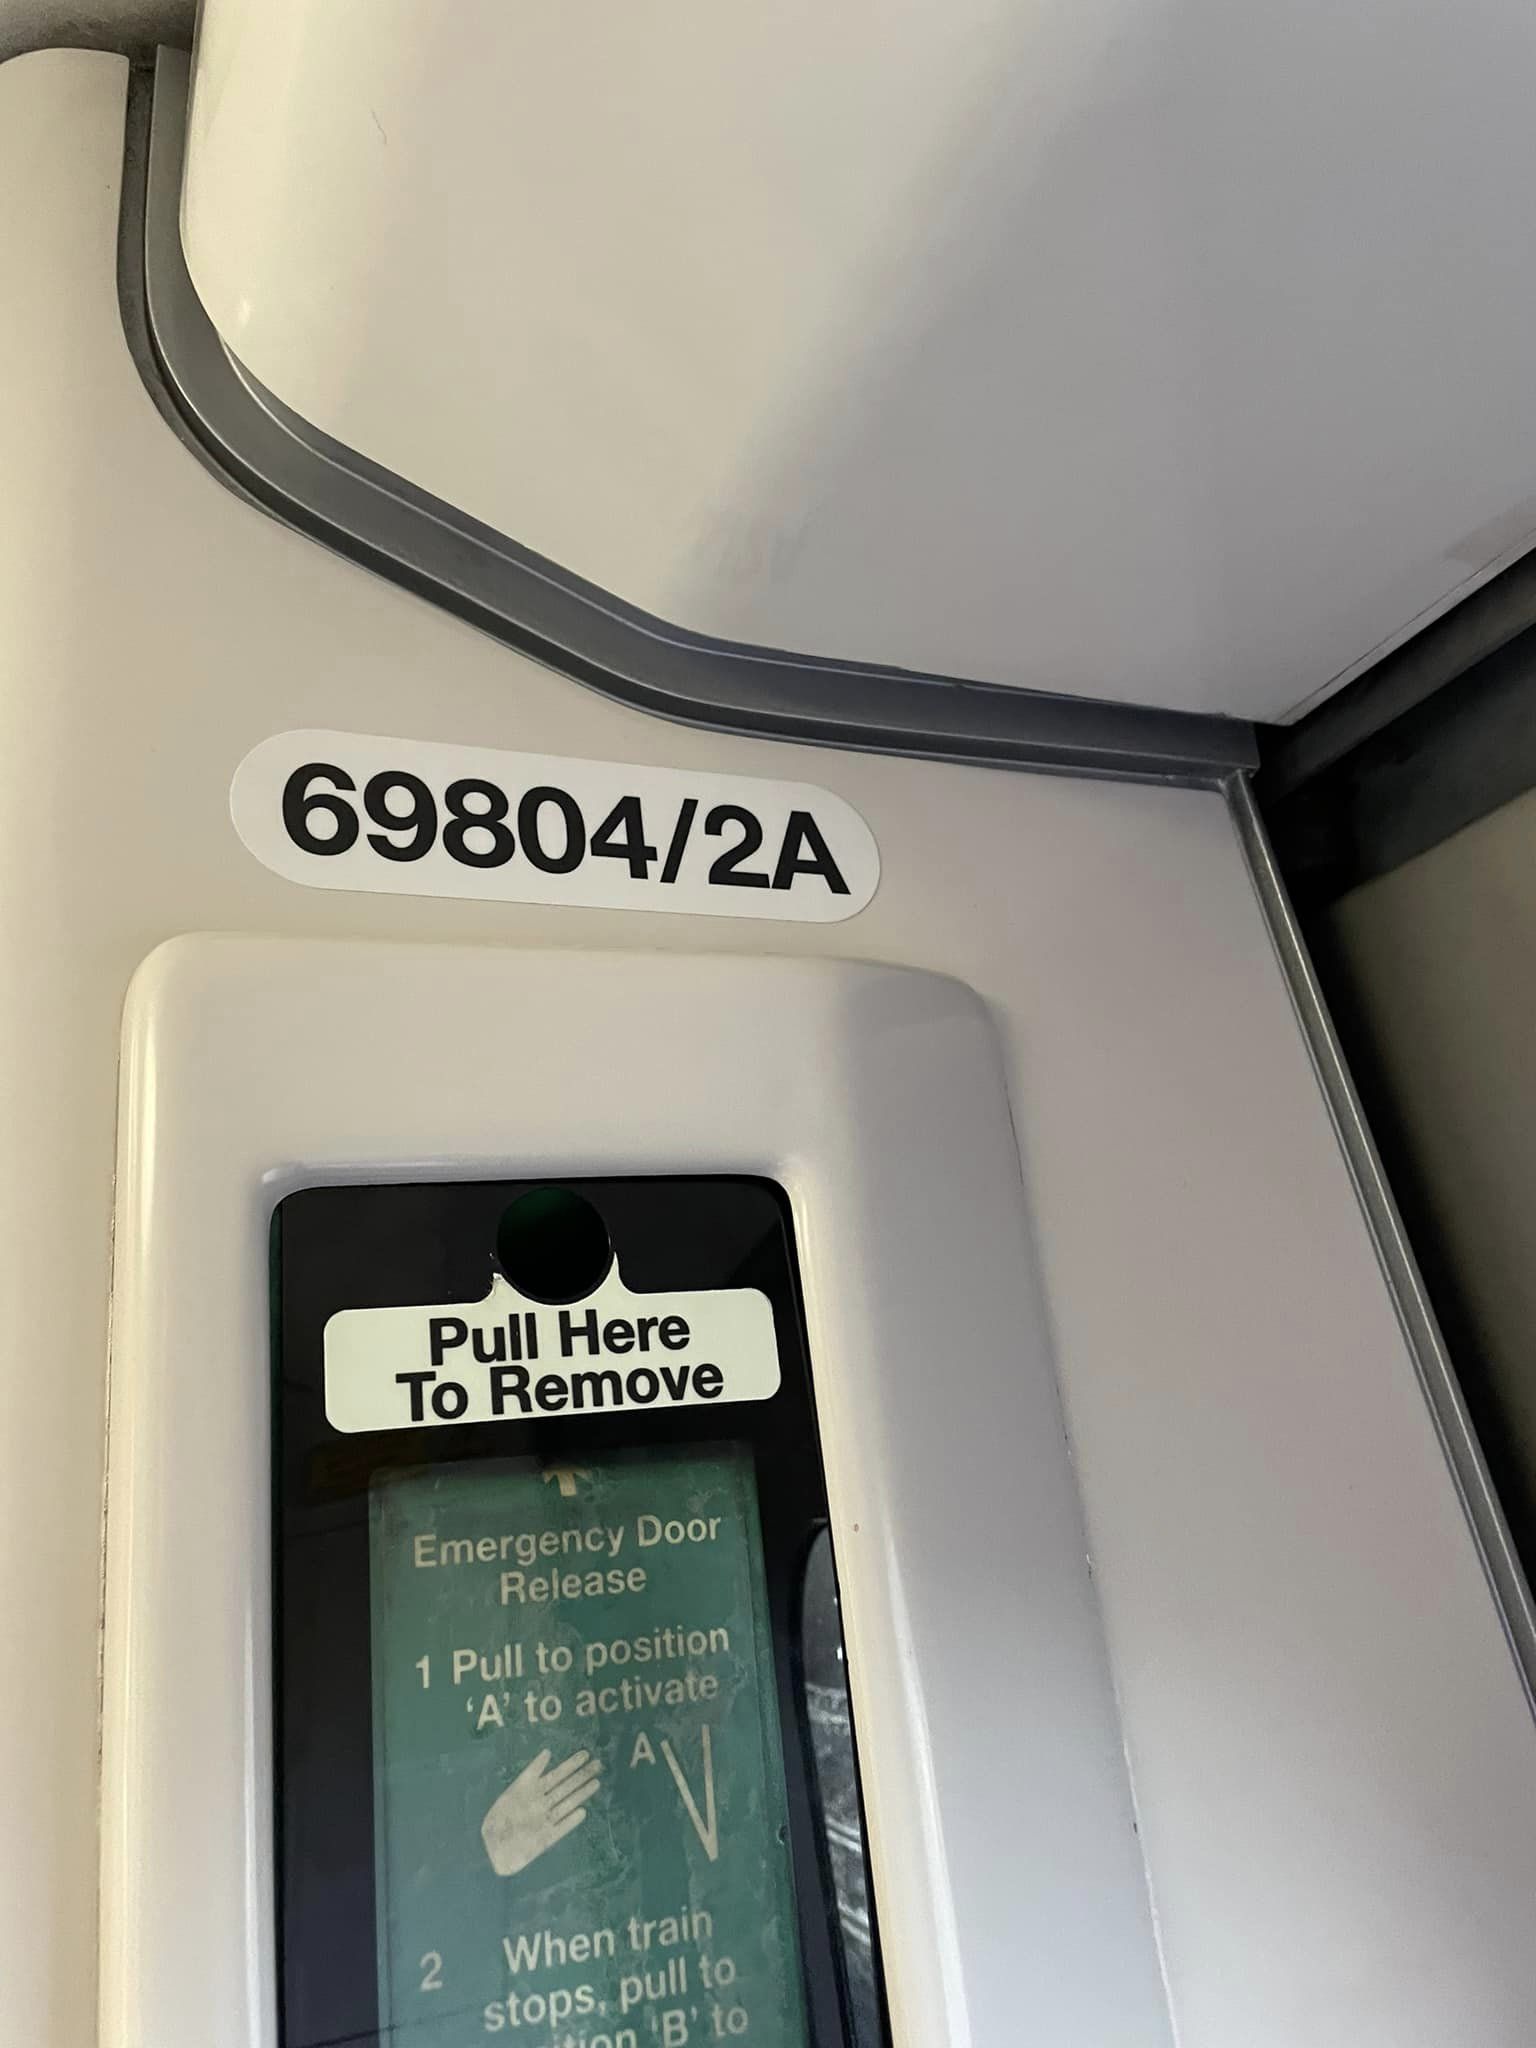 69804/2A
Pull Here
To Remove
Emergency Door
Release
1 Pull to position
'A' to activate
A
2 When train
stops, pull to
'B' to